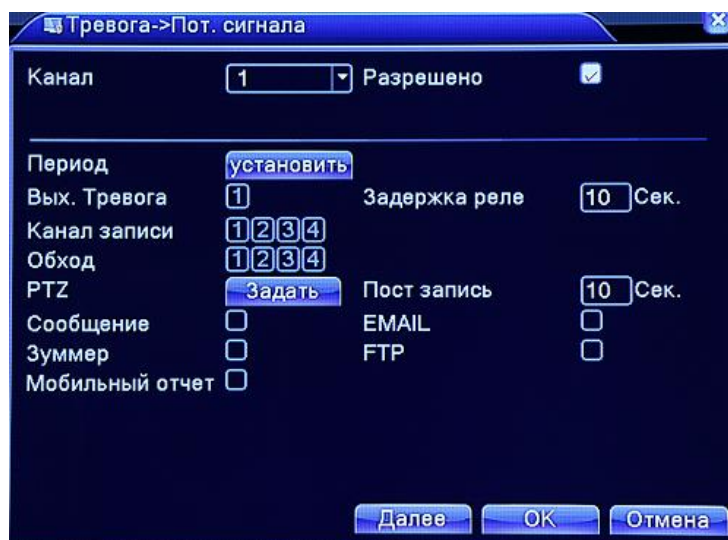 Тревога->Пот. сигнала
Канал 1 Разрешено
Период установить
Вых. Тревога 1 Задержка реле 10 Сек.
Канал записи 1 2 3 4
Обход 1 2 3 4
PTZ Задать Пост запись 10 Сек.
Сообщение EMAIL
Зуммер FTP
Мобильный отчет
Далее OK Отмена